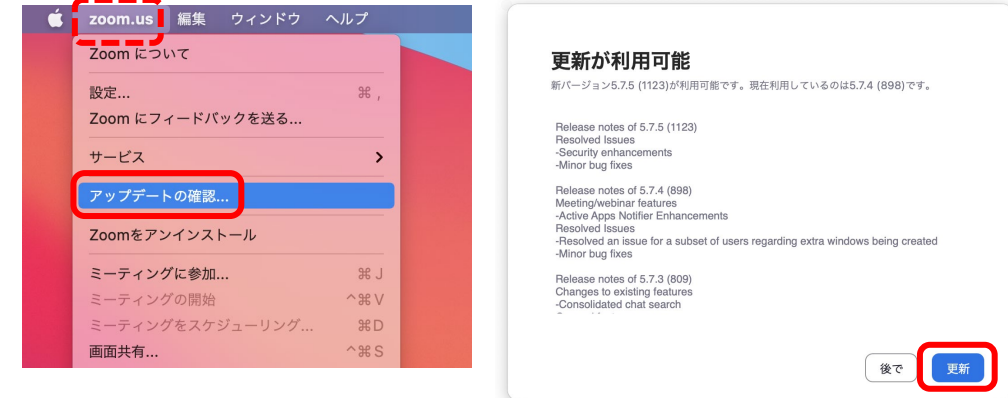 zoom.us 編集 ウィンドウ ヘルプ
Zoom について
設定... ⌘ ,
Zoom にフィードバックを送る...
サービス
アップデートの確認...
Zoomをアンインストール
ミーティングに参加... ⌘ J
ミーティングの開始 ^⌘ V
ミーティングをスケジューリング... ⌘ D
画面共有... ^⌘ S
更新が利用可能
新バージョン5.7.5 (1123)が利用可能です。現在利用しているのは5.7.4 (898)です。
Release notes of 5.7.5 (1123)
Resolved Issues
-Security enhancements
-Minor bug fixes
Release notes of 5.7.4 (898)
Meeting/webinar features
-Active Apps Notifier Enhancements
Resolved Issues
-Resolved an issue for a subset of users regarding extra windows being created
-Minor bug fixes
Release notes of 5.7.3 (809)
Changes to existing features
-Consolidated chat search
後で 更新